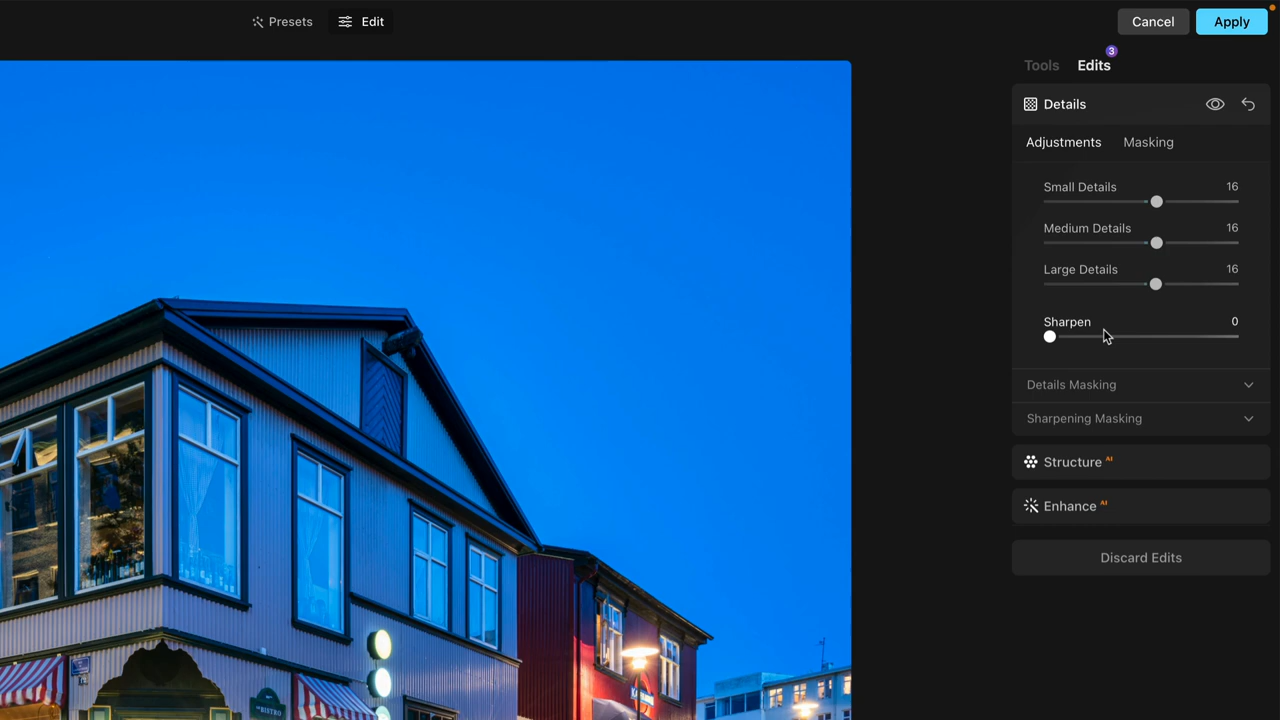 Presets
Edit
Cancel
Apply
Tools
Edits
3
Details
Adjustments
Masking
Small Details
16
Medium Details
16
Large Details
16
Sharpen
0
Details Masking
Sharpening Masking
Structure AI
Enhance AI
Discard Edits
BISTRO